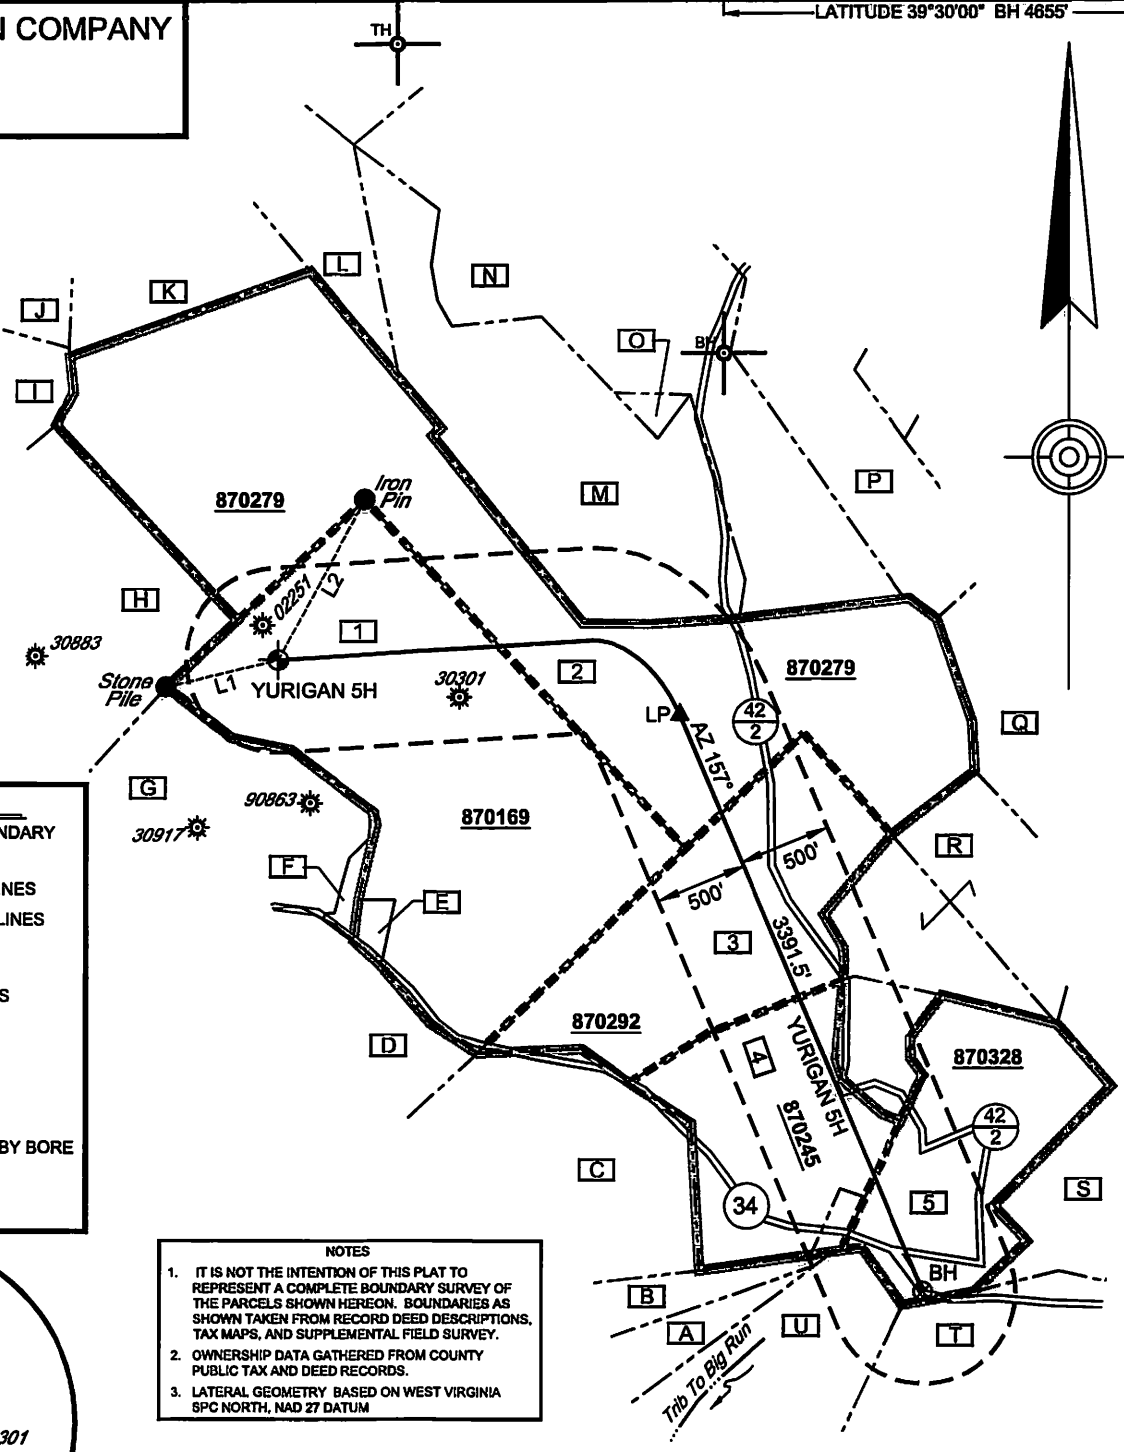 N COMPANY
TH
LATITUDE 39°30'00" BH 4655'
L
K
N
J
O
BH
I
P
Iron
Pin
870279
M
H
02251
L2
1
30883
30301
2
870279
Stone
Pile
L1
YURIGAN 5H
LP
42
2
Q
AZ 157°
G
90863
30917
870169
NDARY
NES
LINES
S
BY BORE
500'
500'
R
F
E
3
3391.5'
870292
D
4
YURIGAN 5H
870328
870245
42
2
C
34
5
S
NOTES
1. IT IS NOT THE INTENTION OF THIS PLAT TO
REPRESENT A COMPLETE BOUNDARY SURVEY OF
THE PARCELS SHOWN HEREON. BOUNDARIES AS
SHOWN TAKEN FROM RECORD DEED DESCRIPTIONS,
TAX MAPS, AND SUPPLEMENTAL FIELD SURVEY.
2. OWNERSHIP DATA GATHERED FROM COUNTY
PUBLIC TAX AND DEED RECORDS.
3. LATERAL GEOMETRY BASED ON WEST VIRGINIA
SPC NORTH, NAD 27 DATUM
BH
B
A
U
T
Trib To Big Run
301